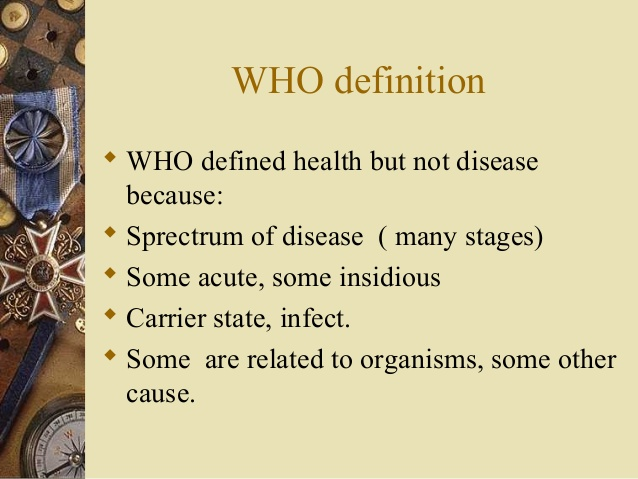 WHO definition
WHO defined health but not disease
because:
Sprectrum of disease  ( many stages)
Some acute, some insidious
Carrier state, infect.
Some  are related to organisms, some other
cause.